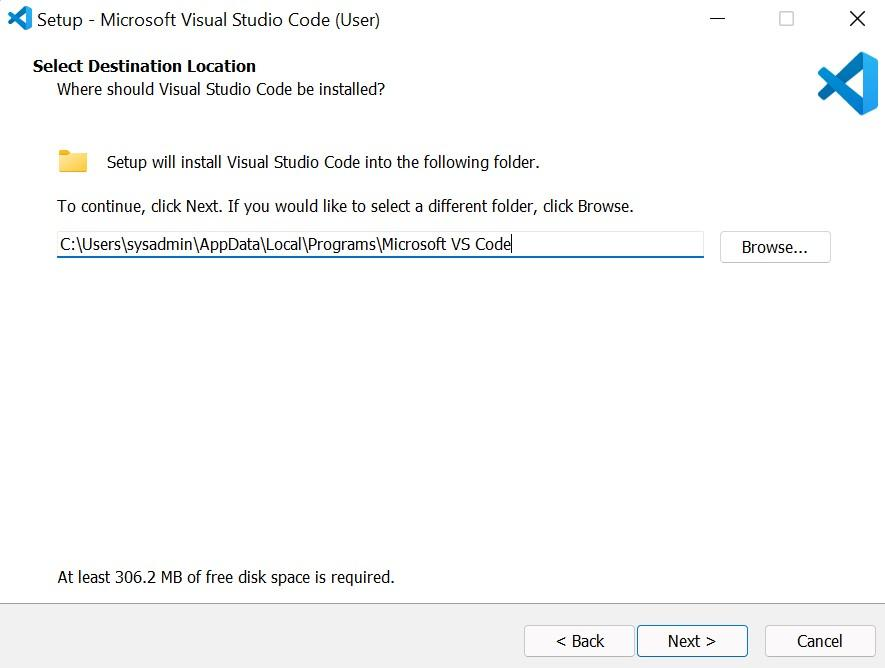 Setup - Microsoft Visual Studio Code (User)
Select Destination Location
Where should Visual Studio Code be installed?
Setup will install Visual Studio Code into the following folder.
To continue, click Next. If you would like to select a different folder, click Browse.
C:\Users\sysadmin\AppData\Local\Programs\Microsoft VS Code
Browse...
At least 306.2 MB of free disk space is required.
< Back
Next >
Cancel